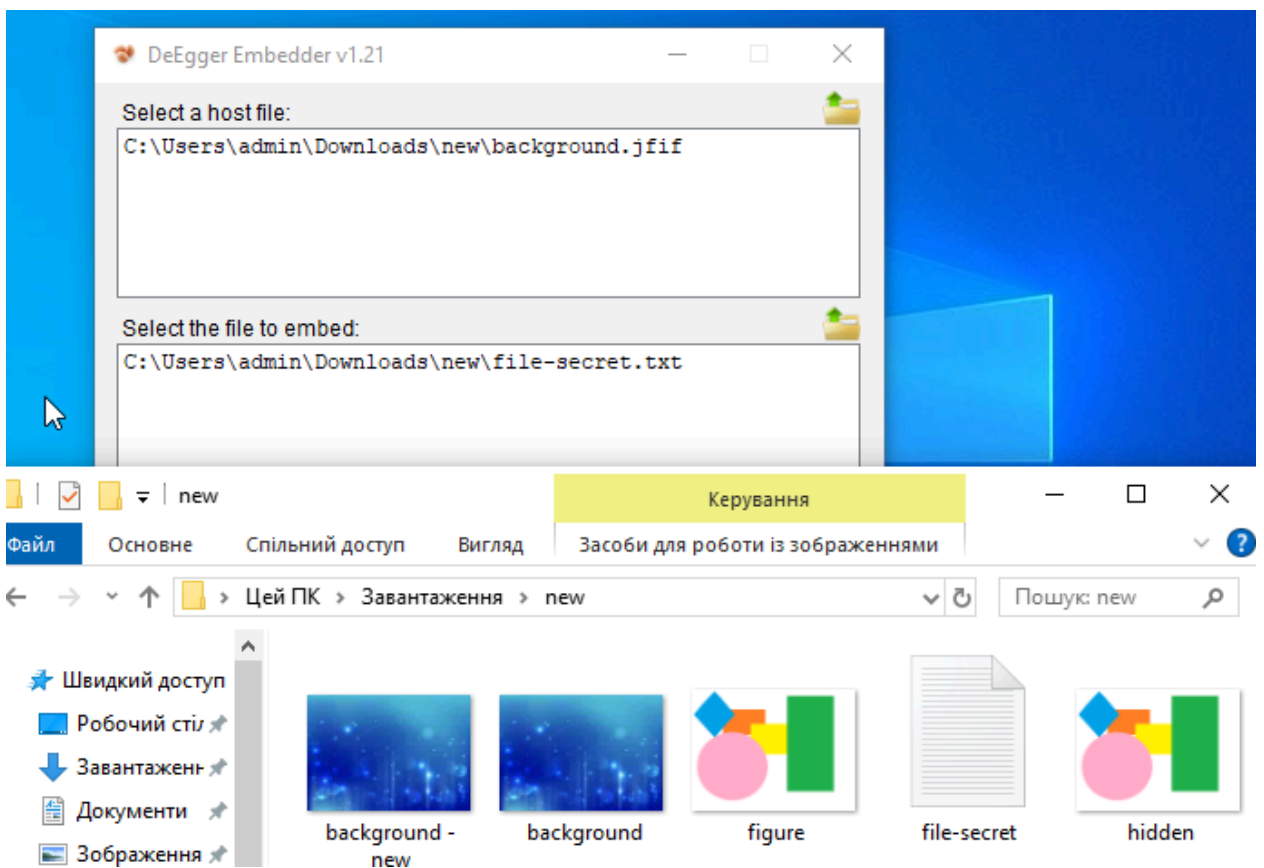 DeEgger Embedder v1.21
Select a host file:
C:\Users\admin\Downloads\new\background.jfif
Select the file to embed:
C:\Users\admin\Downloads\new\file-secret.txt
new
Керування
Файл Основне Спільний доступ Вигляд Засоби для роботи із зображеннями
Цей ПК › Завантаження › new Пошук: new
Швидкий доступ
Робочий стіл
Завантаженн
Документи
Зображення
background - new
background
figure
file-secret
hidden